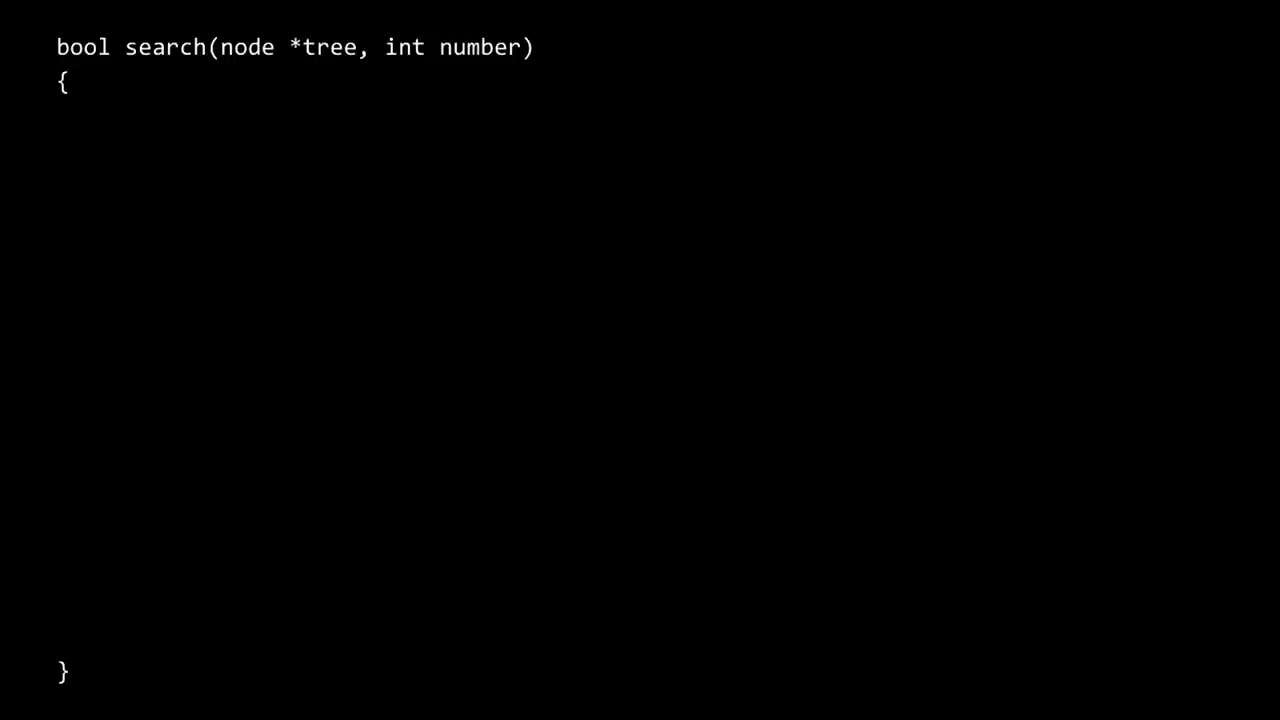 bool search(node *tree, int number)
{
}